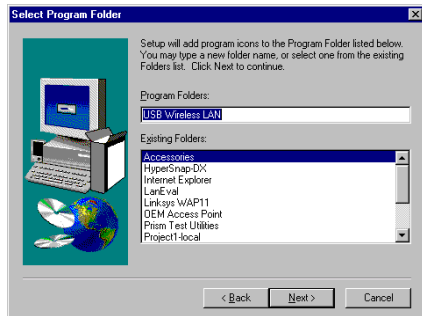 Select Program Folder
Setup will add program icons to the Program Folder listed below.
You may type a new folder name, or select one from the existing
Folders list. Click Next to continue.
Program Folders:
USB Wireless LAN
Existing Folders:
Accessories
HyperSnap-DX
Internet Explorer
LanEval
Linksys WAP11
OEM Access Point
Prism Test Utilities
Project1-local
< Back
Next >
Cancel